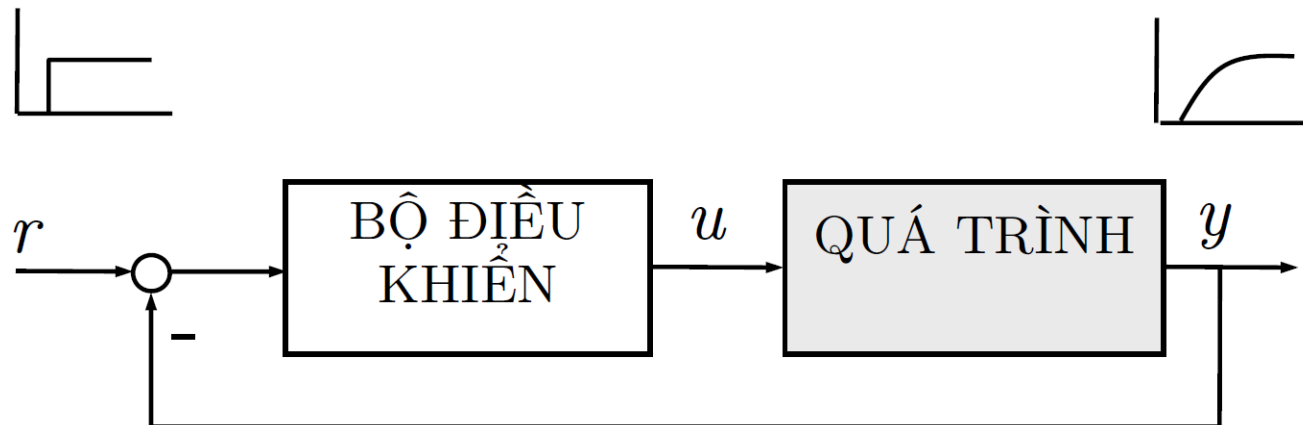 r
BỘ ĐIỀU
KHIỂN
u
QUÁ TRÌNH
y
-